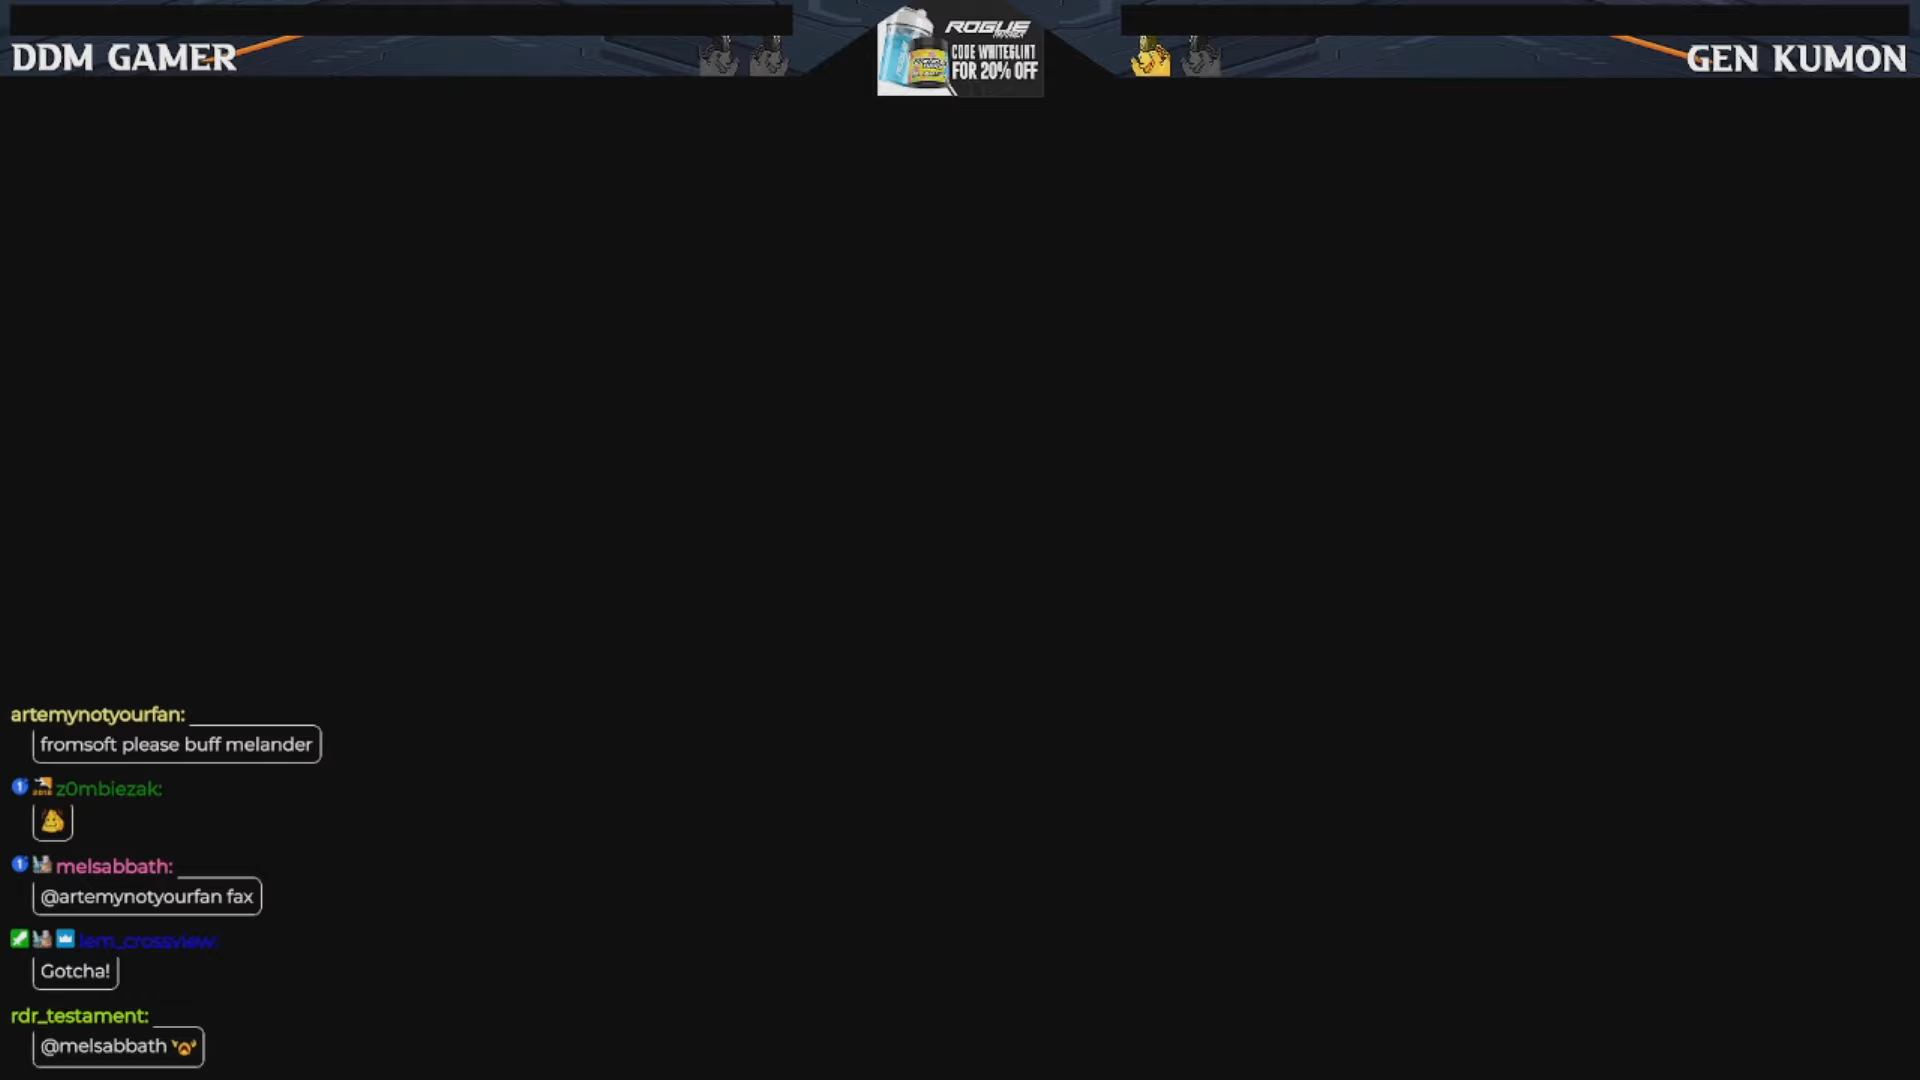 DDM GAMER
ROGUE
CODE WHITEGLINT
FOR 20% OFF
GEN KUMON
artemynotyourfan:
fromsoft please buff melander
z0mbiezak:
melsabbath:
@artemynotyourfan fax
lem_crossview:
Gotcha!
rdr_testament:
@melsabbath